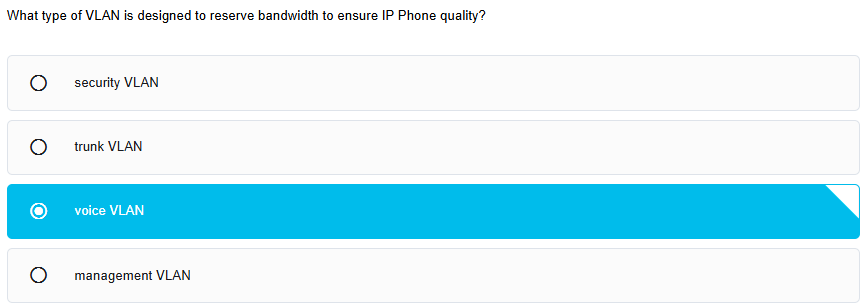 What type of VLAN is designed to reserve bandwidth to ensure IP Phone quality?
security VLAN
trunk VLAN
voice VLAN
management VLAN